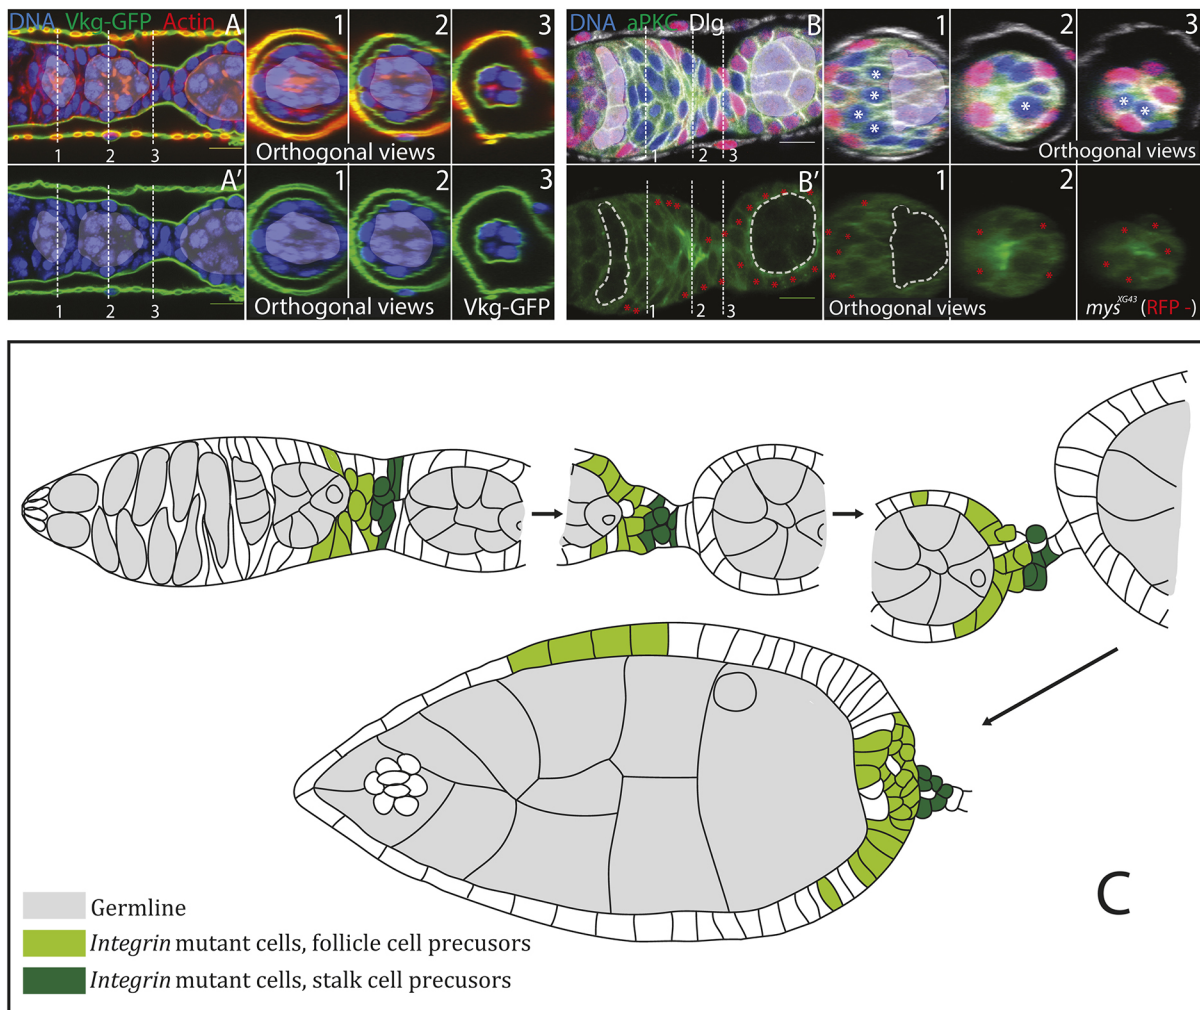 DNA Vkg-GFP Actin A
1 2 3
1 2 3
Orthogonal views
A'
1 2 3
1 2 3
Orthogonal views
Vkg-GFP
DNA aPKC Dlg B
1 2 3
* * * * * * *
1 2 3
Orthogonal views
B'
1 2 3
1 2 3
Orthogonal views
mys^XG43 (RFP -)
C
Germline
Integrin mutant cells, follicle cell precusors
Integrin mutant cells, stalk cell precusors